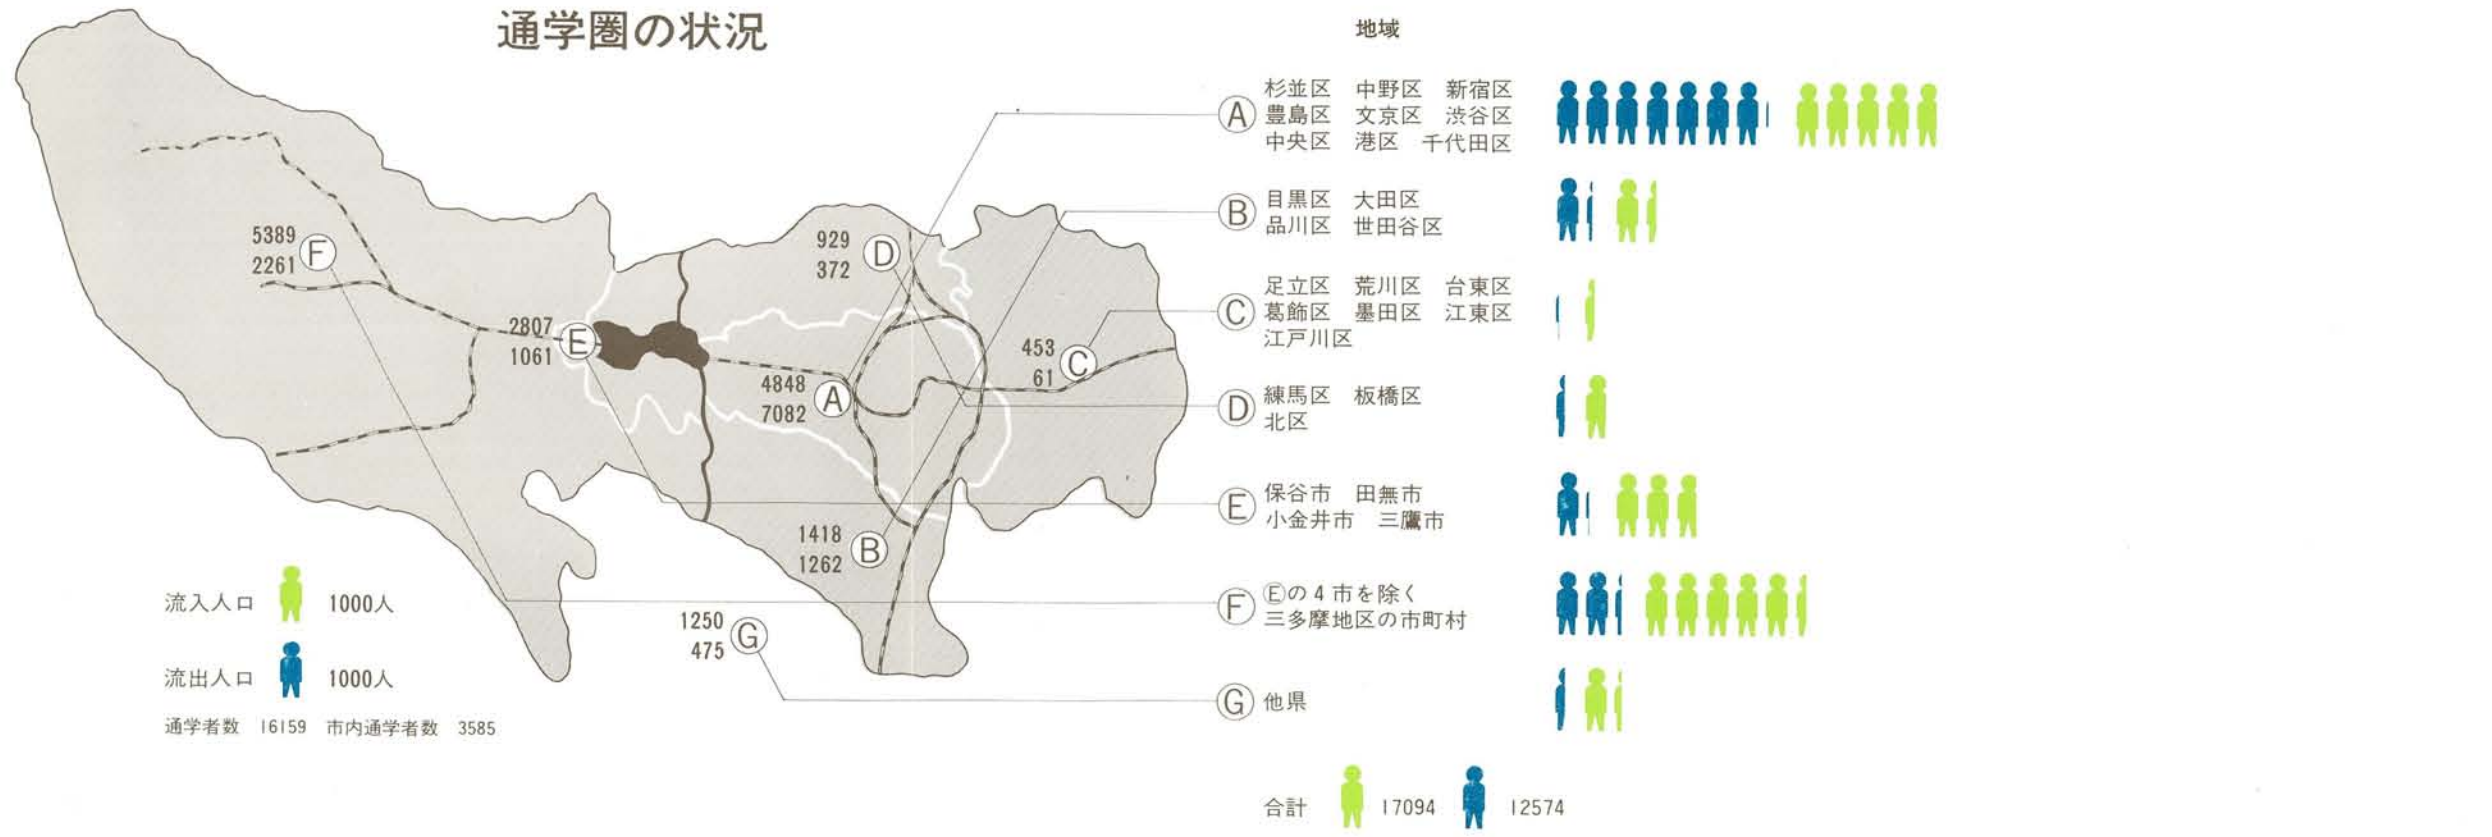 通学圏の状況
地域
Ⓐ 杉並区 中野区 新宿区
豊島区 文京区 渋谷区
中央区 港区 千代田区
Ⓑ 目黒区 大田区
品川区 世田谷区
Ⓒ 足立区 荒川区 台東区
葛飾区 墨田区 江東区
江戸川区
Ⓓ 練馬区 板橋区
北区
Ⓔ 保谷市 田無市
小金井市 三鷹市
Ⓕ Ⓔの4市を除く
三多摩地区の市町村
Ⓖ 他県
合計 17094 12574
5389
2261 Ⓕ
929
372 Ⓓ
2807
1061 Ⓔ
453
61 Ⓒ
4848
7082 Ⓐ
1418
1262 Ⓑ
1250
475 Ⓖ
流入人口 1000人
流出人口 1000人
通学者数 16159 市内通学者数 3585